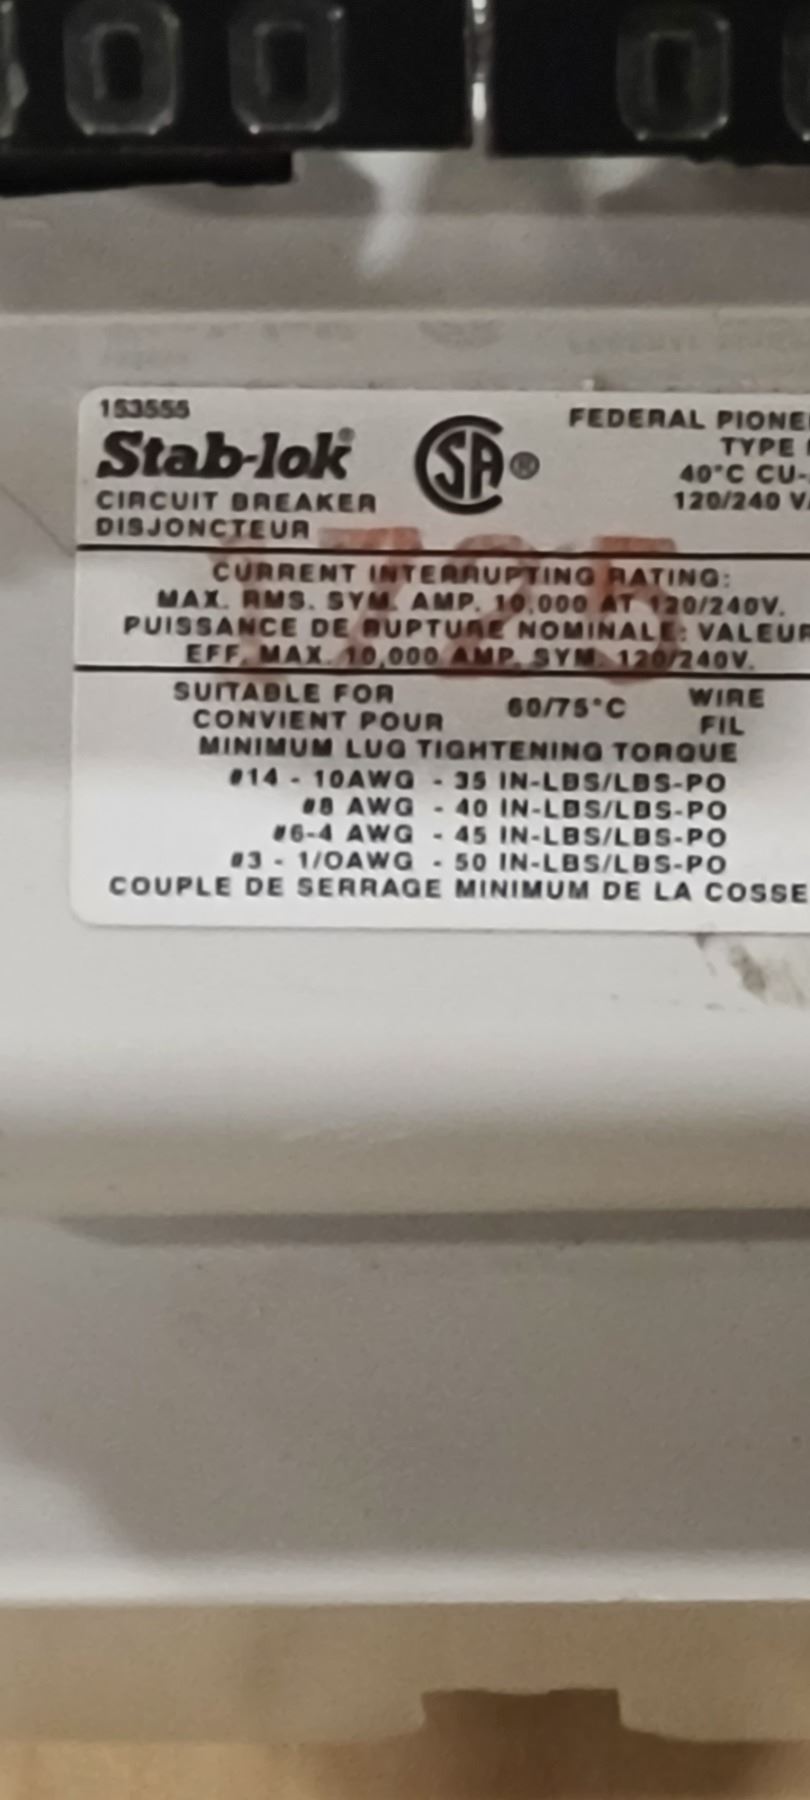 153555
Stab-lok®
CIRCUIT BREAKER
DISJONCTEUR
SA®
FEDERAL PIONE
TYPE
40°C CU-
120/240 V
CURRENT INTERRUPTING RATING:
MAX. RMS. SYM. AMP. 10,000 AT 120/240V.
PUISSANCE DE RUPTURE NOMINALE: VALEUR
EFF. MAX. 10,000 AMP. SYM. 120/240V.
SUITABLE FOR
CONVIENT POUR
60/75°C
WIRE
FIL
MINIMUM LUG TIGHTENING TORQUE
#14 - 10AWG - 35 IN-LBS/LBS-PO
#8 AWG - 40 IN-LBS/LBS-PO
#6-4 AWG - 45 IN-LBS/LBS-PO
#3 - 1/0AWG - 50 IN-LBS/LBS-PO
COUPLE DE SERRAGE MINIMUM DE LA COSSE